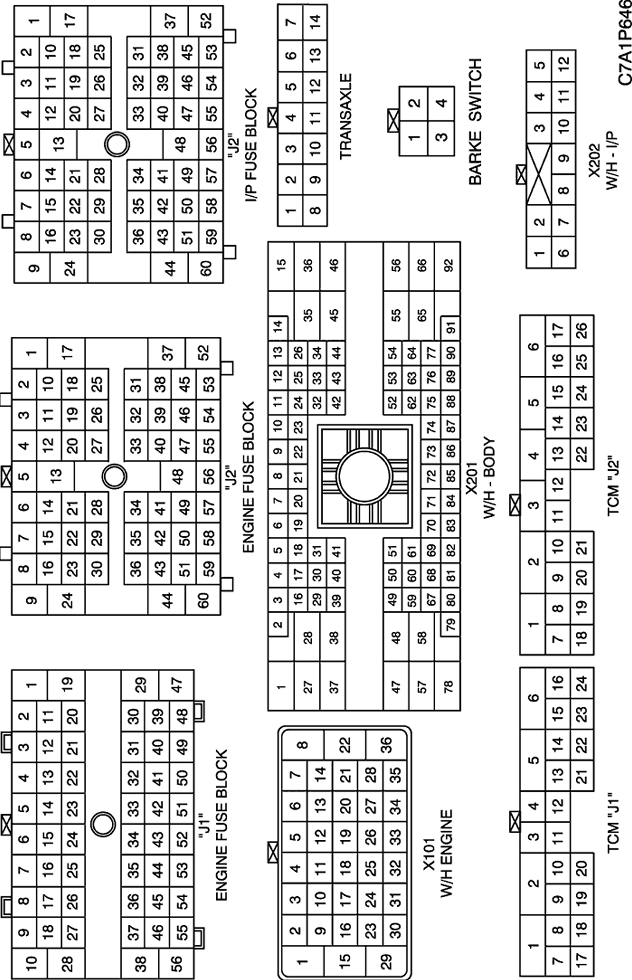 10 9 8 7 6 5 4 3 2 1
28 18 17 16 15 14 13 12 11 19
27 26 25 24 23 22 21 20
38 37 36 35 34 33 32 31 30 29
46 45 44 43 42 41 40 39
56 55 54 53 52 51 50 49 48 47
"J1"
ENGINE FUSE BLOCK
9 8 7 6 5 4 3 2 1
24 16 15 14 13 12 11 10 17
23 22 21 20 19 18
30 29 28 27 26 25
36 35 34 33 32 31
44 43 42 41 48 40 39 38 37
51 50 49 47 46 45
60 59 58 57 56 55 54 53 52
"J2"
ENGINE FUSE BLOCK
9 8 7 6 5 4 3 2 1
24 16 15 14 13 12 11 10 17
23 22 21 20 19 18
30 29 28 27 26 25
36 35 34 33 32 31
44 43 42 41 48 40 39 38 37
51 50 49 47 46 45
60 59 58 57 56 55 54 53 52
"J2"
I/P FUSE BLOCK
1 2 3 4 5 6 7 8
15 9 10 11 12 13 14 22
16 17 18 19 20 21
23 24 25 26 27 28
29 30 31 32 33 34 35 36
X101
W/H ENGINE
1 2 3 4 5 6 7 8 9 10 11 12 13 14 15
27 28 16 17 18 19 20 21 22 23 24 25 26 35 36
29 30 31 32 33 34
37 38 39 40 41 42 43 44 45 46
47 48 49 50 51 52 53 54 55 56
57 58 59 60 61 62 63 64 65 66
67 68 69 70 71 72 73 74 75 76 77
78 79 80 81 82 83 84 85 86 87 88 89 90 91 92
X201
W/H - BODY
1 2 3 4 5 6 7
8 9 10 11 12 13 14
TRANSAXLE
1 2
3 4
BARKE SWITCH
1 2 3 4 5 6
7 8 9 10 11 12 13 14 15 16
17 18 19 20 21 22 23 24
TCM "J1"
1 2 3 4 5 6
7 8 9 10 11 12 13 14 15 16 17
18 19 20 21 22 23 24 25 26
TCM "J2"
1 2 3 4 5
6 7 8 9 10 11 12
X202
W/H - I/P
C7A1P646